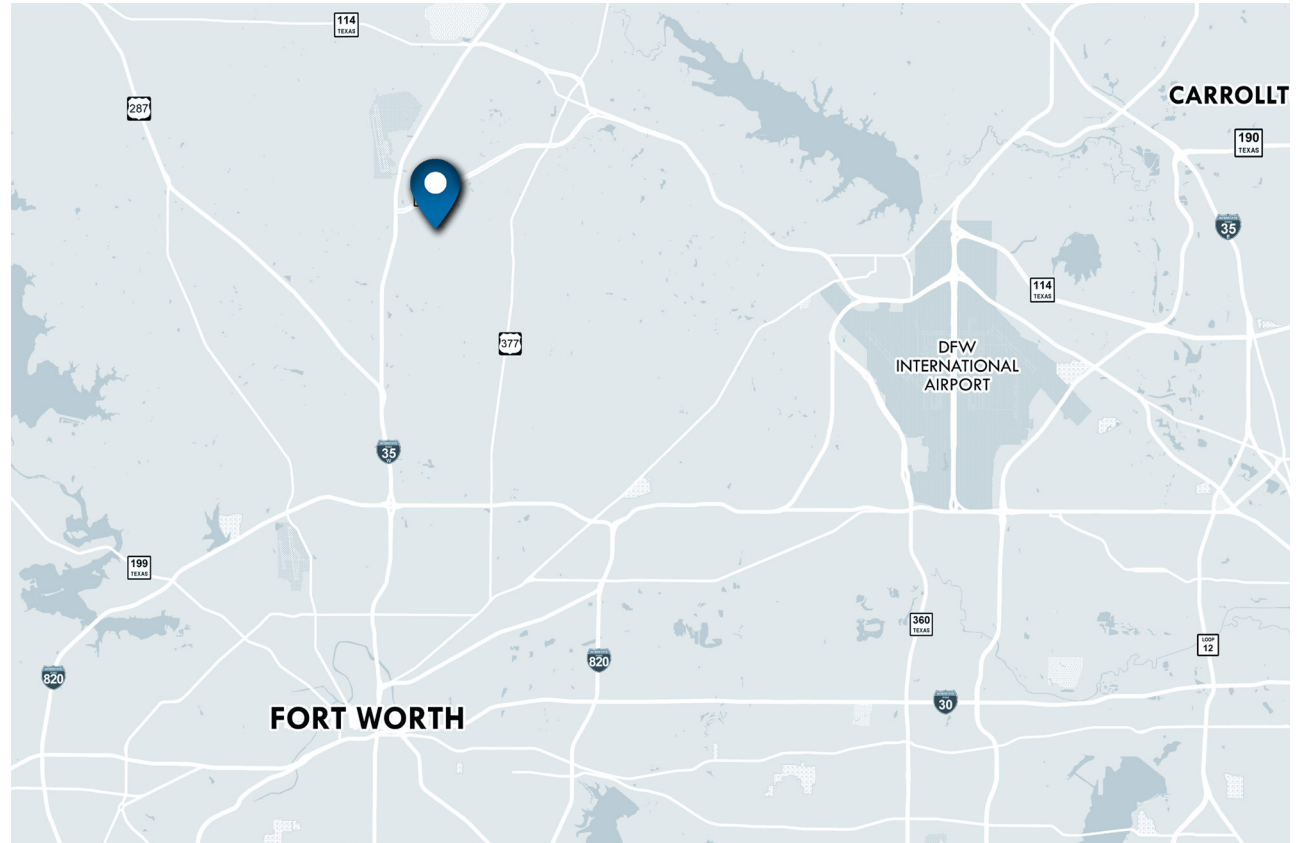 114
TEXAS
287
CARROLLT
190
TEXAS
35
E
114
TEXAS
377
DFW
INTERNATIONAL
AIRPORT
35
W
199
TEXAS
360
TEXAS
LOOP
12
820
820
30
FORT WORTH